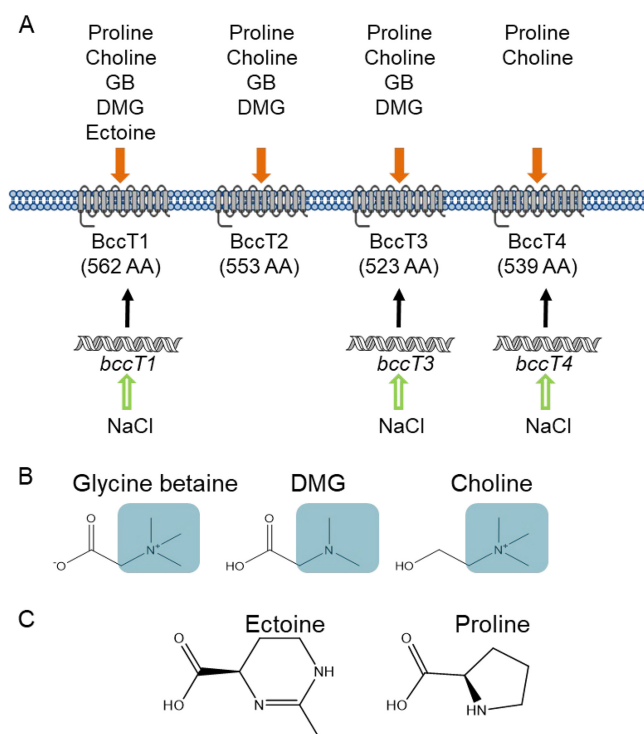 A
Proline Proline Proline Proline
Choline Choline Choline Choline
GB GB GB
DMG DMG DMG
Ectoine
BccT1 BccT2 BccT3 BccT4
(562 AA) (553 AA) (523 AA) (539 AA)
bccT1 bccT3 bccT4
NaCl NaCl NaCl
B
Glycine betaine DMG Choline
O O
⁻O N⁺ HO N HO N⁺
C
Ectoine Proline
O O
NH
HO N HO HN